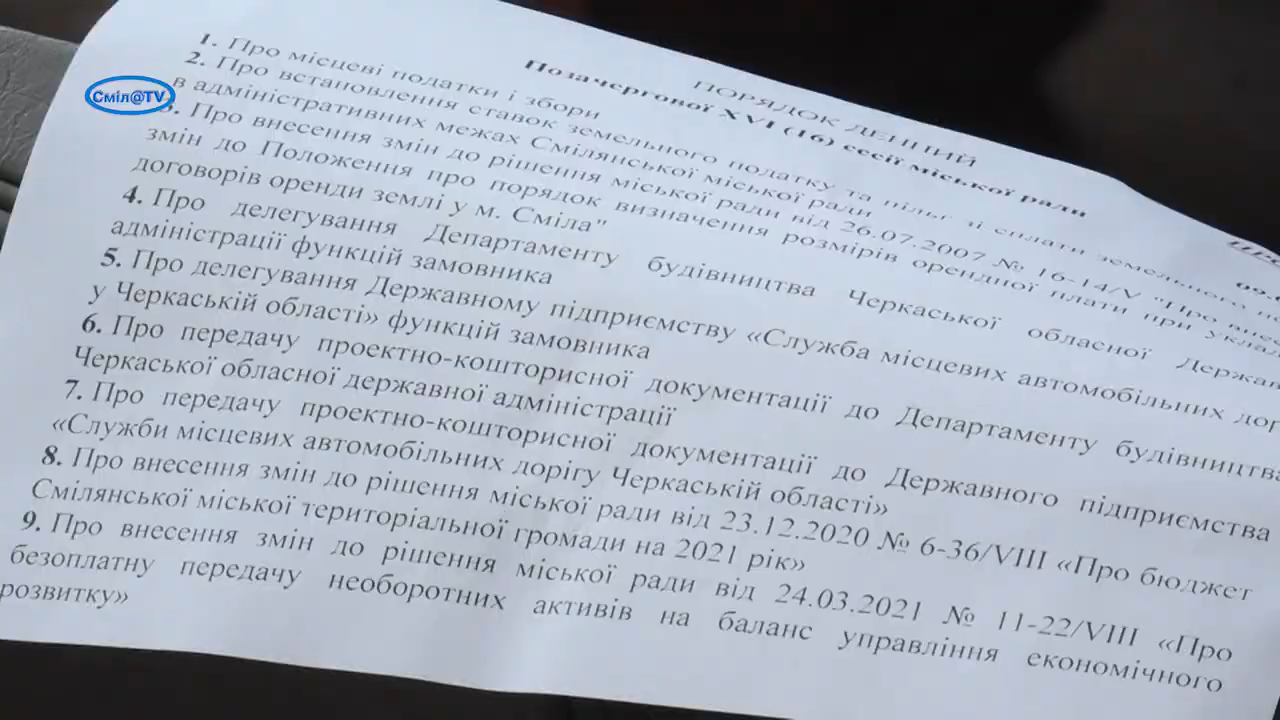 Сміл@TV
ПОРЯДОК ДЕННИЙ
Позачергової XVI (16) сесії міської ради
1. Про місцеві податки і збори
2. Про встановлення ставок земельного податку та пільг зі сплати земельного
в адміністративних межах Смілянської міської ради
3. Про внесення змін до рішення міської ради від 26.07.2007 № 16-14/V "Про внес
змін до Положення про порядок визначення розмірів орендної плати при уклад
договорів оренди землі у м. Сміла"
4. Про делегування Департаменту будівництва Черкаської обласної Держа
адміністрації функцій замовника
5. Про делегування Державному підприємству «Служба місцевих автомобільних дор
у Черкаській області» функцій замовника
6. Про передачу проектно-кошторисної документації до Департаменту будівництва
Черкаської обласної державної адміністрації
7. Про передачу проектно-кошторисної документації до Державного підприємства
«Служби місцевих автомобільних дорігу Черкаській області»
8. Про внесення змін до рішення міської ради від 23.12.2020 № 6-36/VIII «Про бюджет
Смілянської міської територіальної громади на 2021 рік»
9. Про внесення змін до рішення міської ради від 24.03.2021 № 11-22/VIII «Про
безоплатну передачу необоротних активів на баланс управління економічного
розвитку»